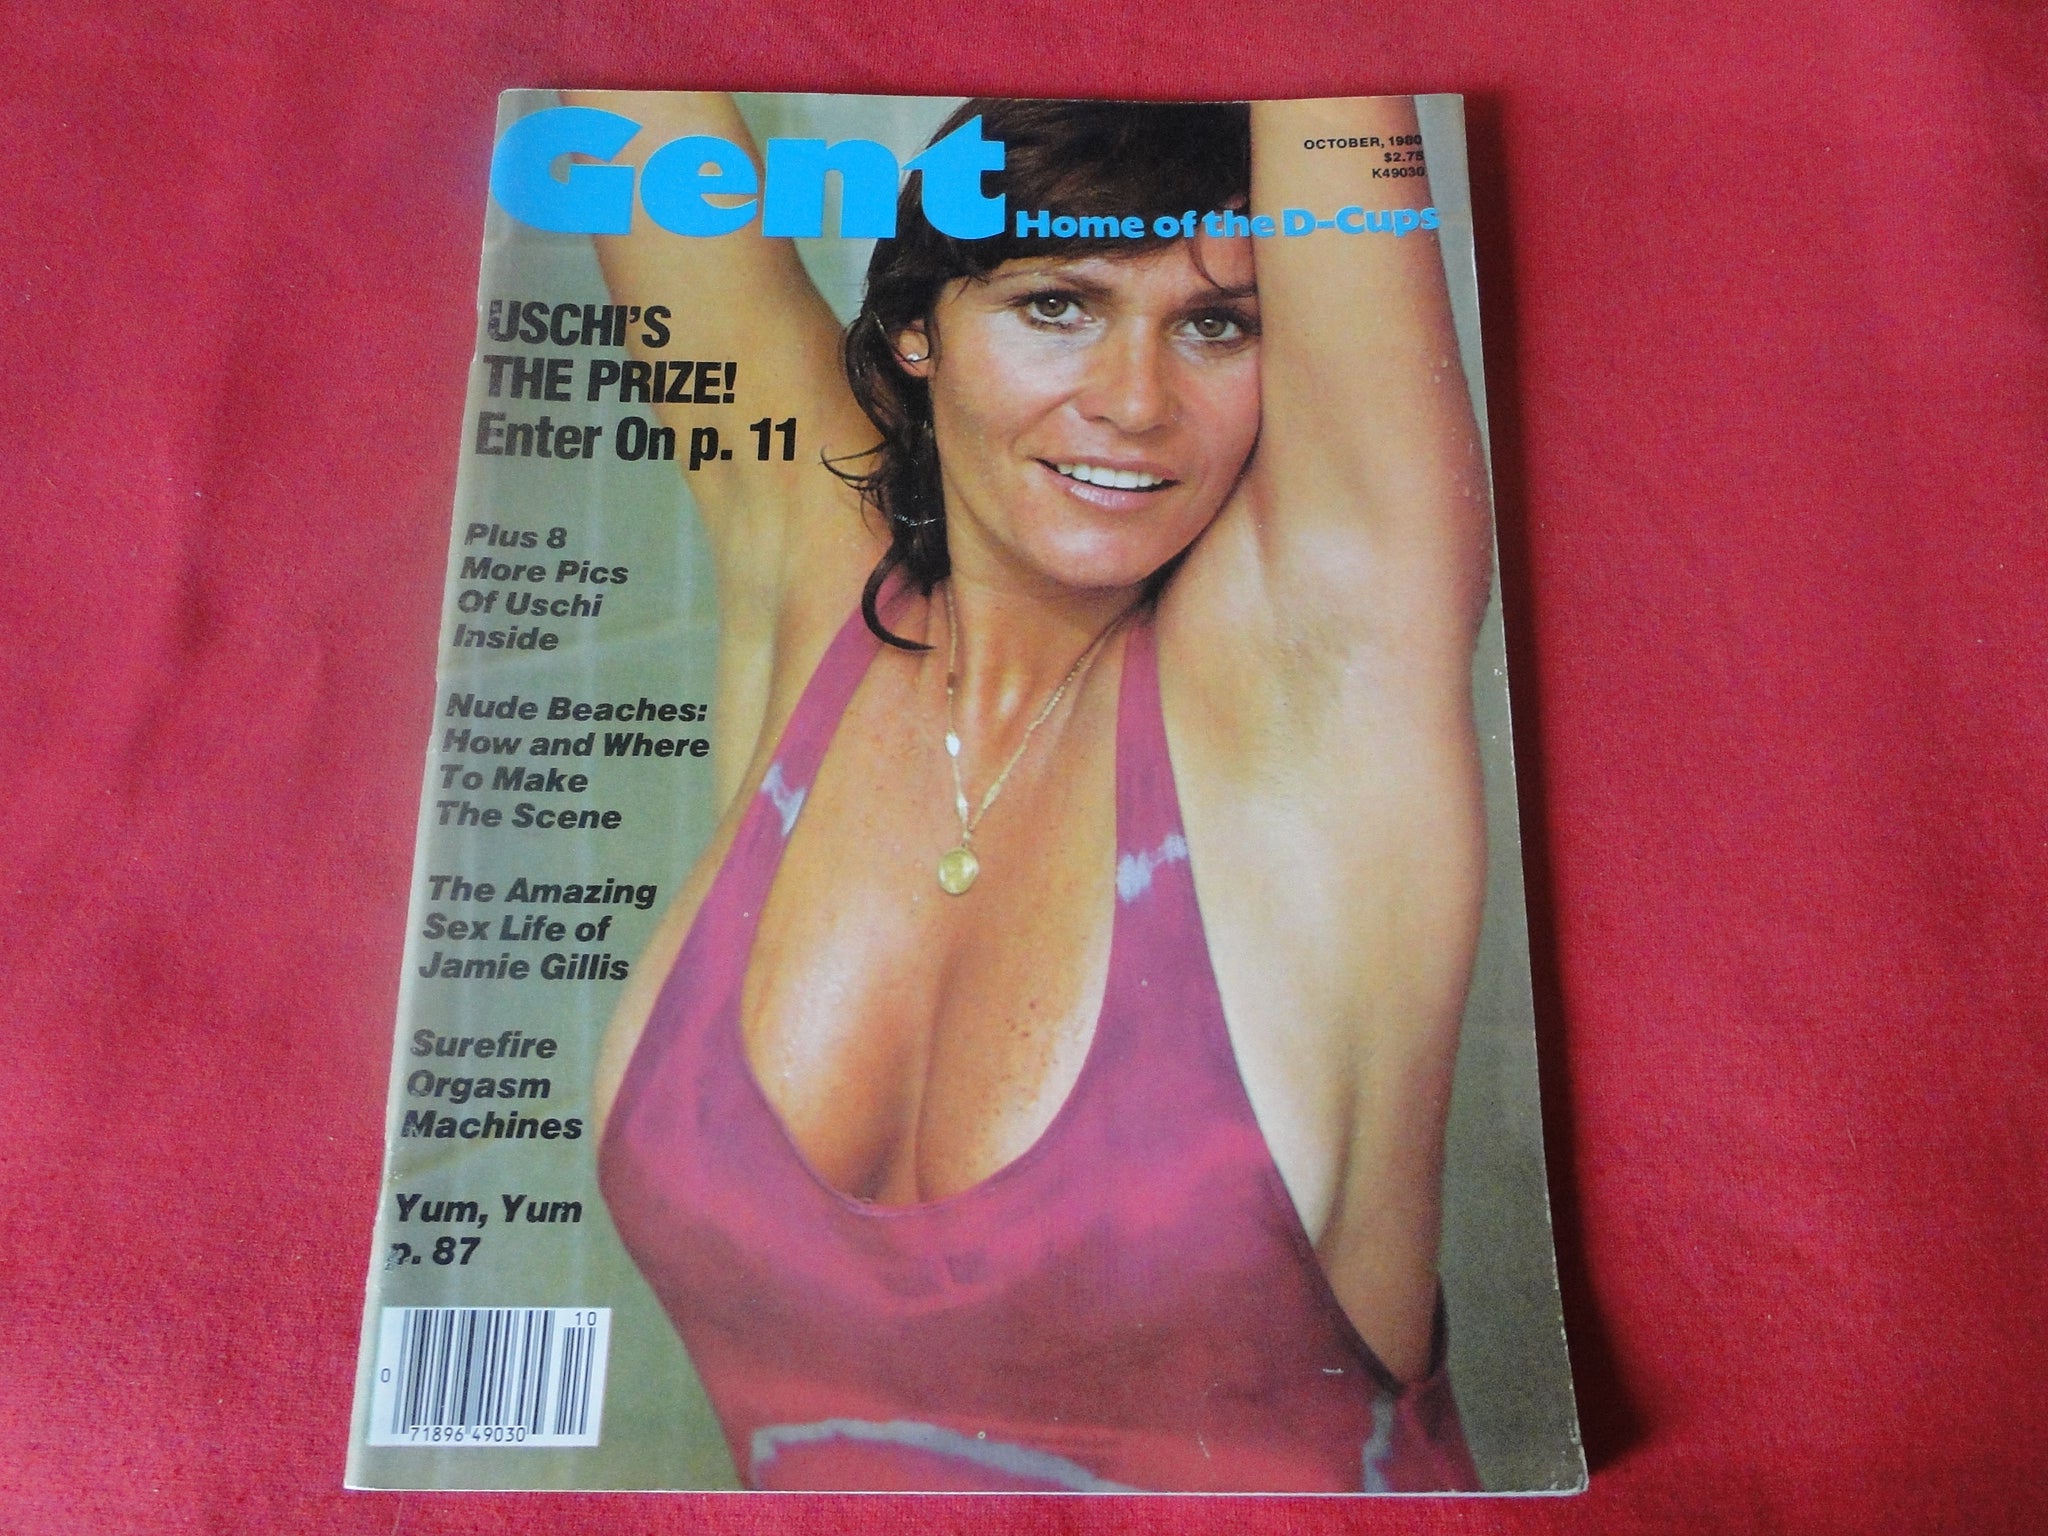 Gent
Home of the D-Cups
OCTOBER, 1980
$2.75
K49030
USCHI'S
THE PRIZE!
Enter On p. 11
Plus 8
More Pics
Of Uschi
Inside
Nude Beaches:
How and Where
To Make
The Scene
The Amazing
Sex Life of
Jamie Gillis
Surefire
Orgasm
Machines
Yum, Yum
p. 87
10
0
71896 49030